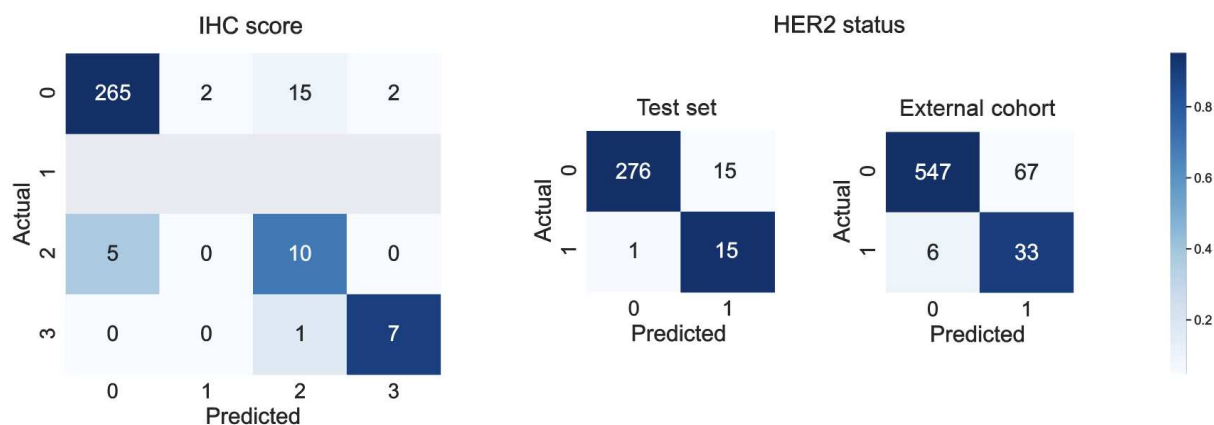 IHC score
0 265 2 15 2
1
2 5 0 10 0
3 0 0 1 7
Actual
0 1 2 3
Predicted
HER2 status
Test set
0 276 15
1 1 15
Actual
0 1
Predicted
External cohort
0 547 67
1 6 33
Actual
0 1
Predicted
0.8
0.6
0.4
0.2